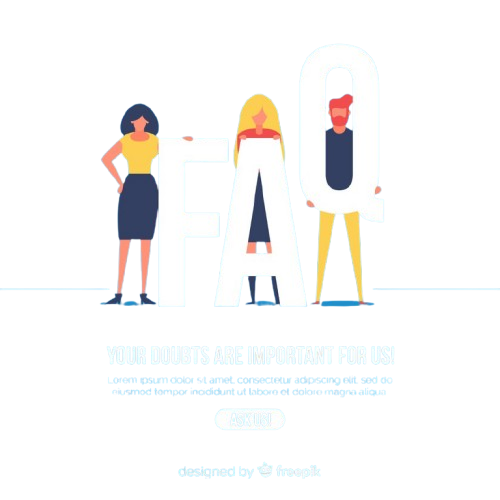 FAQ
YOUR DOUBTS ARE IMPORTANT FOR US!
Lorem ipsum dolor sit amet, consectetur adipiscing elit, sed do
eiusmod tempor incididunt ut labore et dolore magna aliqua.
designed by freepik